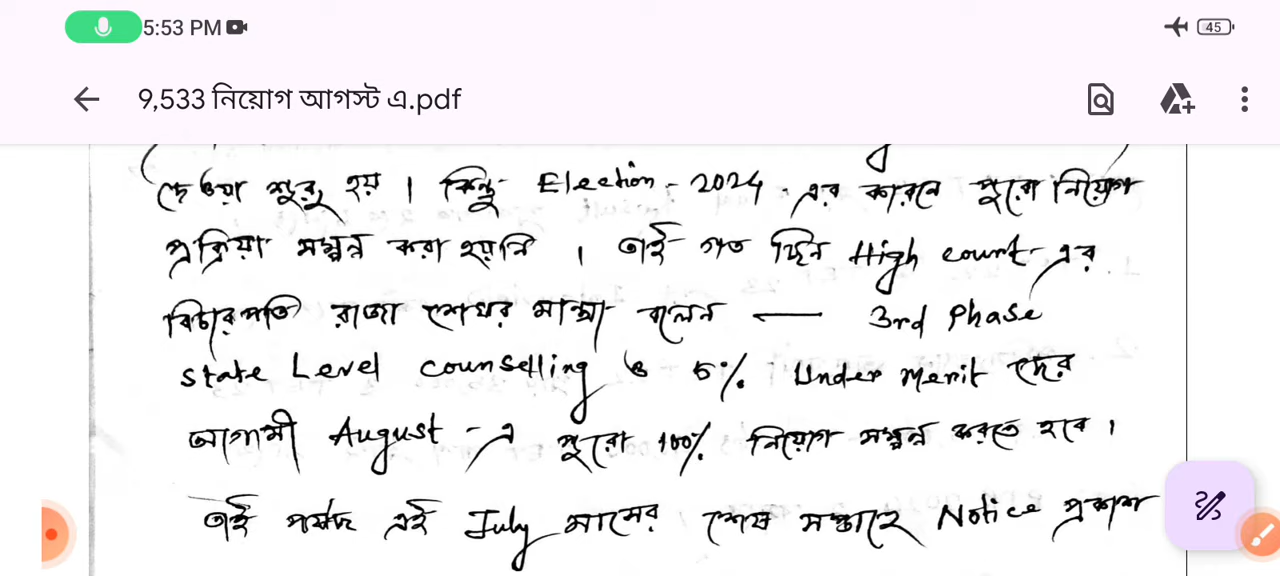 5:53 PM
45
9,533 নিয়োগ আগস্ট এ.pdf
দেওয়া শুরু হয় । কিন্তু Election - 2024 - এর কারনে পুরো নিয়োগ
প্রক্রিয়া সম্পন্ন করা হয়নি । তাই গত দিন High court - এর
বিচারপতি রাজা শেখর মান্থা বলেন — 3rd Phase
State Level counselling ও 5% Under Merit দের
আগামী August - এ পুরো 100% নিয়োগ সম্পন্ন করতে হবে ।
তাই পর্ষদ এই July মাসের শেষ সপ্তাহে Notice প্রকাশ